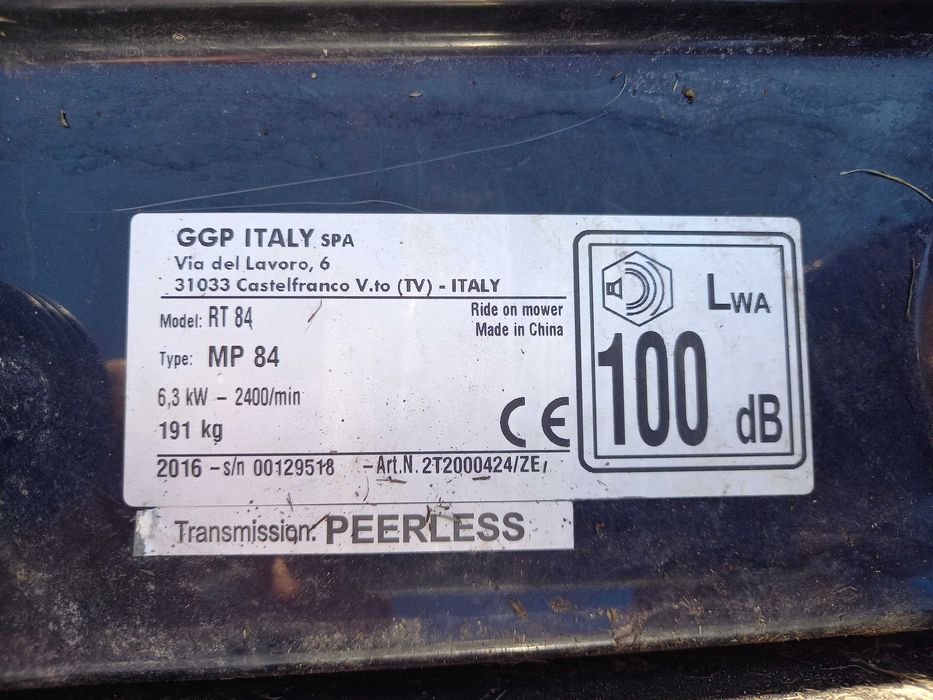 GGP ITALY SPA
Via del Lavoro, 6
31033 Castelfranco V.to (TV) - ITALY
Model: RT 84
Ride on mower
Type: MP 84
Made in China
6,3 kW - 2400/min
191 kg
CE
2016 - s/n 00129518 - Art.N. 2T2000424/ZE
LWA
100 dB
Transmission: PEERLESS